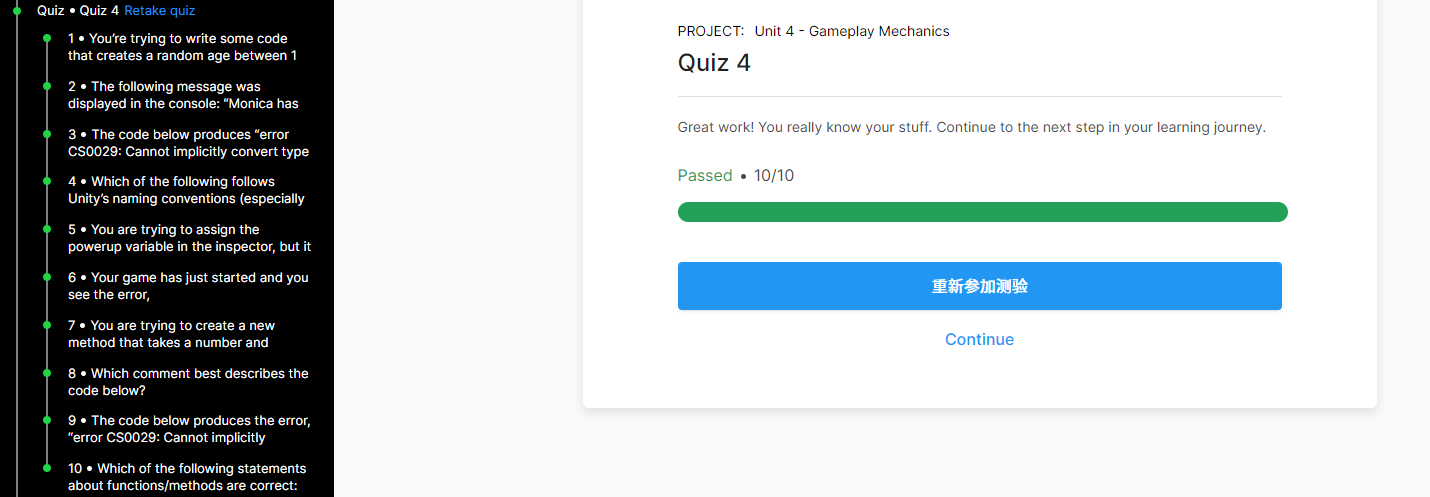 Quiz • Quiz 4 Retake quiz
1 • You’re trying to write some code
that creates a random age between 1
2 • The following message was
displayed in the console: “Monica has
3 • The code below produces “error
CS0029: Cannot implicitly convert type
4 • Which of the following follows
Unity’s naming conventions (especially
5 • You are trying to assign the
powerup variable in the inspector, but it
6 • Your game has just started and you
see the error,
7 • You are trying to create a new
method that takes a number and
8 • Which comment best describes the
code below?
9 • The code below produces the error,
“error CS0029: Cannot implicitly
10 • Which of the following statements
about functions/methods are correct:
PROJECT: Unit 4 - Gameplay Mechanics
Quiz 4
Great work! You really know your stuff. Continue to the next step in your learning journey.
Passed • 10/10
重新参加测验
Continue